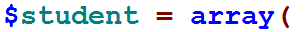 $student = array(